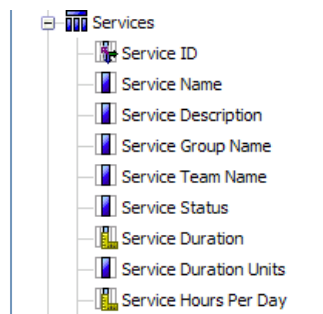 Services
Service ID
Service Name
Service Description
Service Group Name
Service Team Name
Service Status
Service Duration
Service Duration Units
Service Hours Per Day